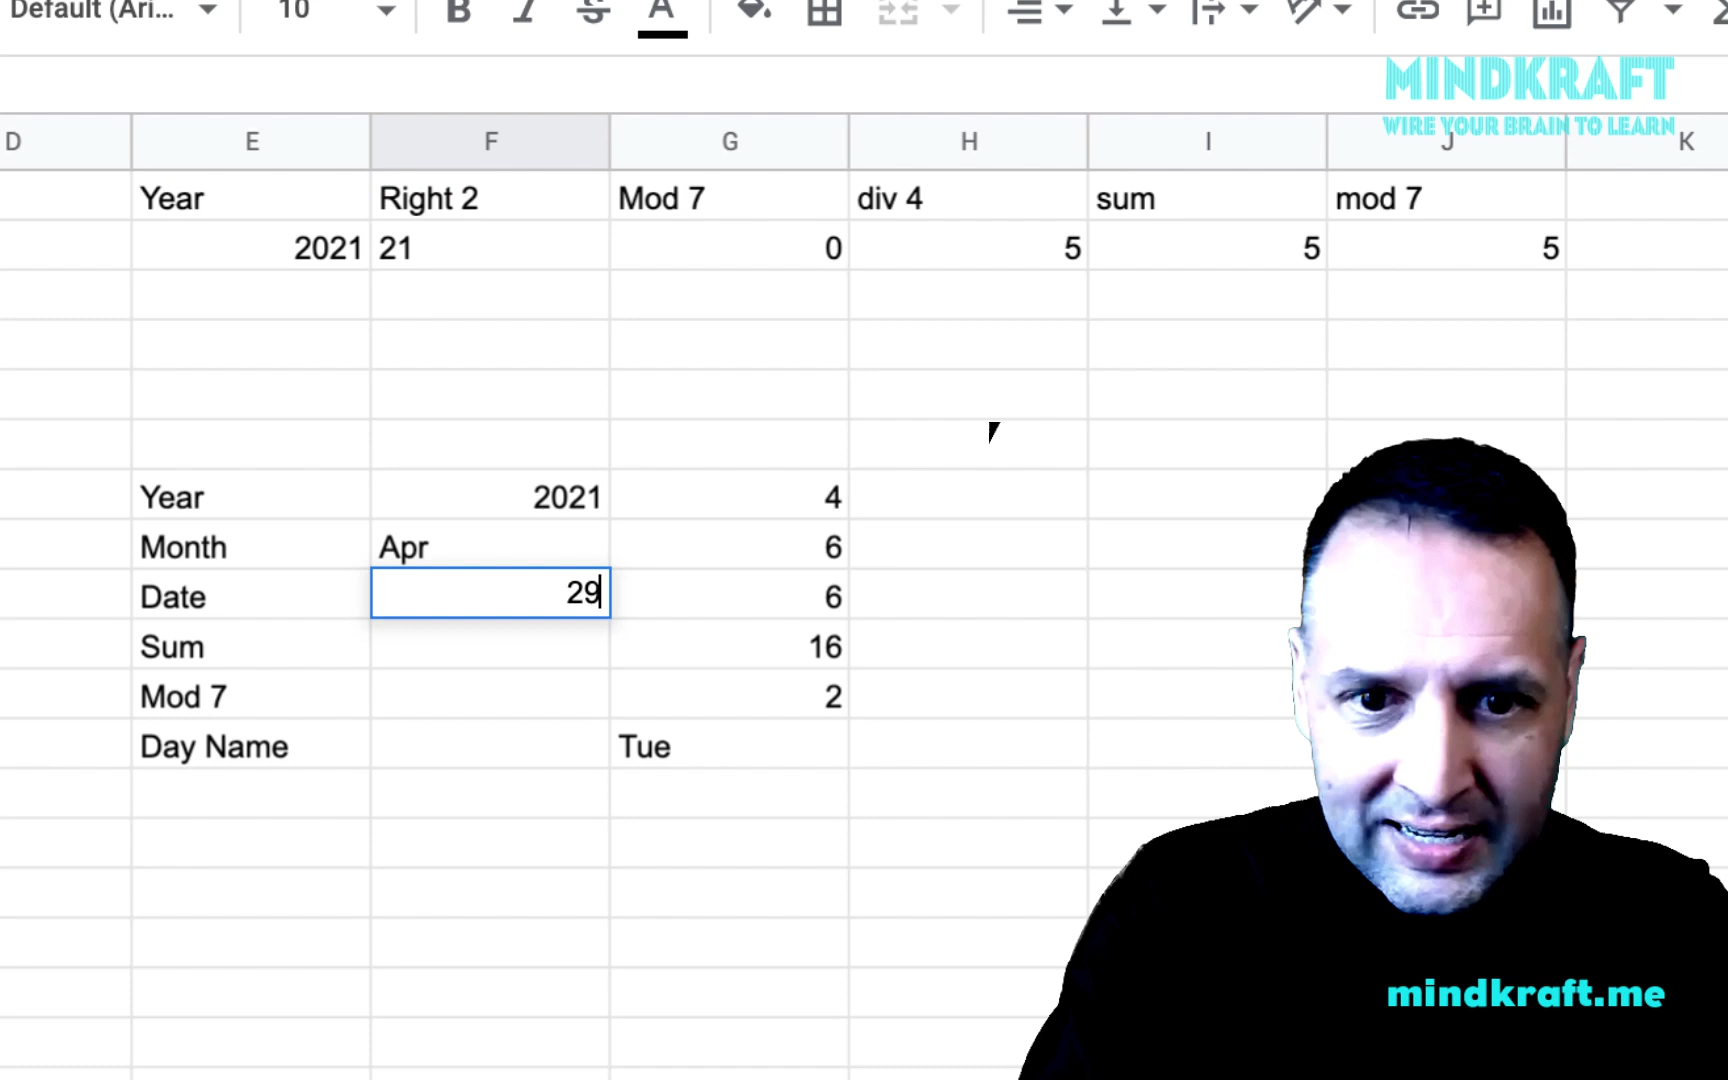 Default (Ari... 10 B I S A
MINDKRAFT
WIRE YOUR BRAIN TO LEARN
D E F G H I J K
Year Right 2 Mod 7 div 4 sum mod 7
2021 21 0 5 5 5
Year 2021 4
Month Apr 6
Date 29 6
Sum 16
Mod 7 2
Day Name Tue
mindkraft.me